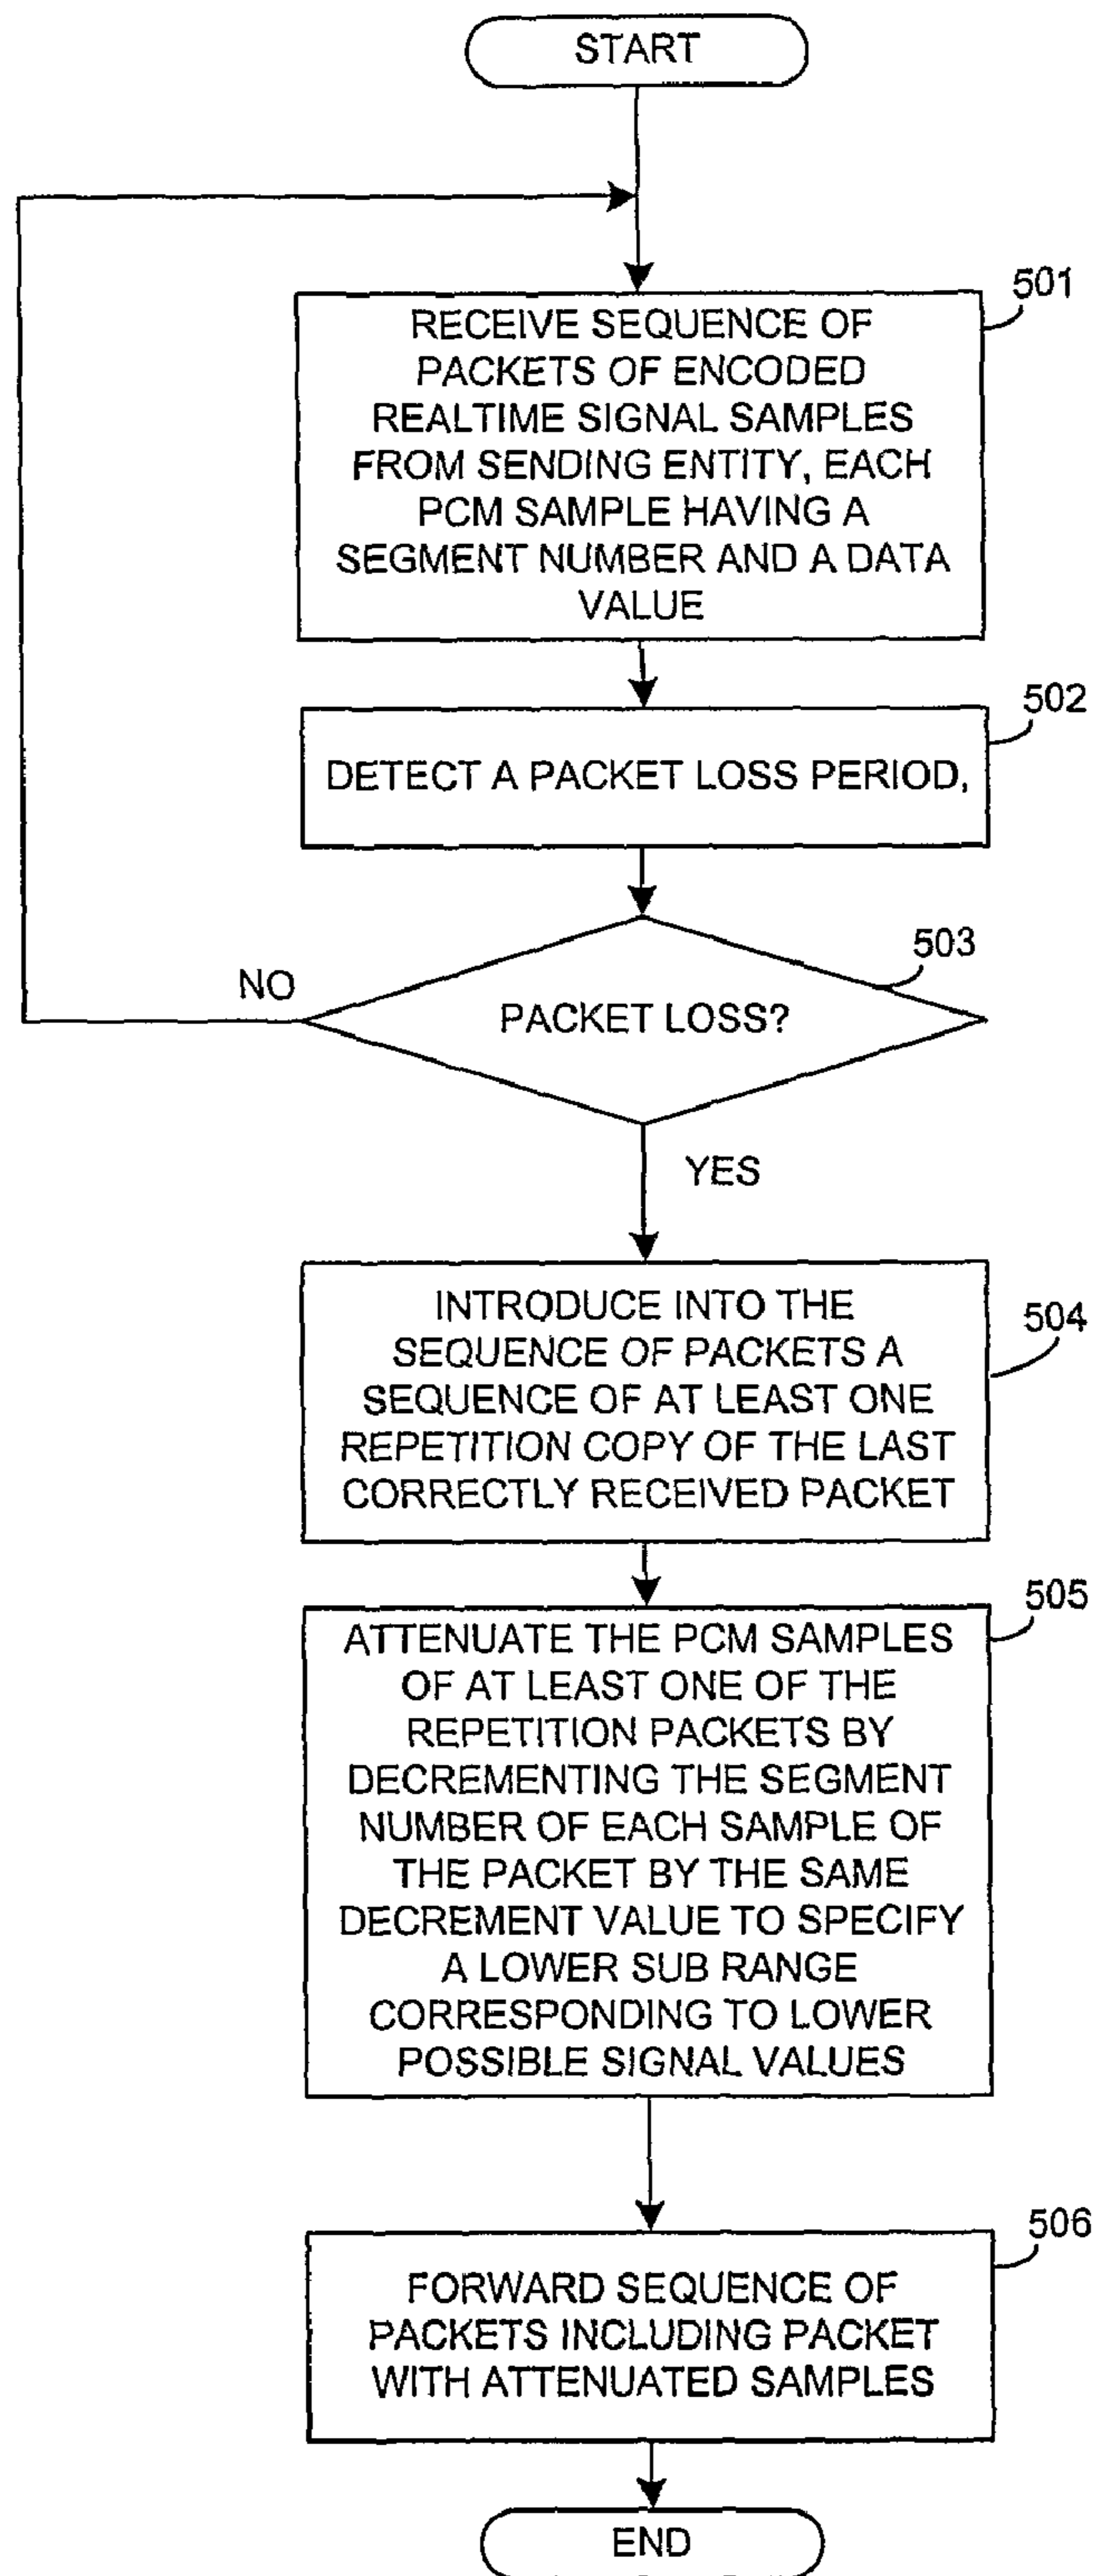 START
501
RECEIVE SEQUENCE OF
PACKETS OF ENCODED
REALTIME SIGNAL SAMPLES
FROM SENDING ENTITY, EACH
PCM SAMPLE HAVING A
SEGMENT NUMBER AND A DATA
VALUE
502
DETECT A PACKET LOSS PERIOD,
503
NO
PACKET LOSS?
YES
504
INTRODUCE INTO THE
SEQUENCE OF PACKETS A
SEQUENCE OF AT LEAST ONE
REPETITION COPY OF THE LAST
CORRECTLY RECEIVED PACKET
505
ATTENUATE THE PCM SAMPLES
OF AT LEAST ONE OF THE
REPETITION PACKETS BY
DECREMENTING THE SEGMENT
NUMBER OF EACH SAMPLE OF
THE PACKET BY THE SAME
DECREMENT VALUE TO SPECIFY
A LOWER SUB RANGE
CORRESPONDING TO LOWER
POSSIBLE SIGNAL VALUES
506
FORWARD SEQUENCE OF
PACKETS INCLUDING PACKET
WITH ATTENUATED SAMPLES
END